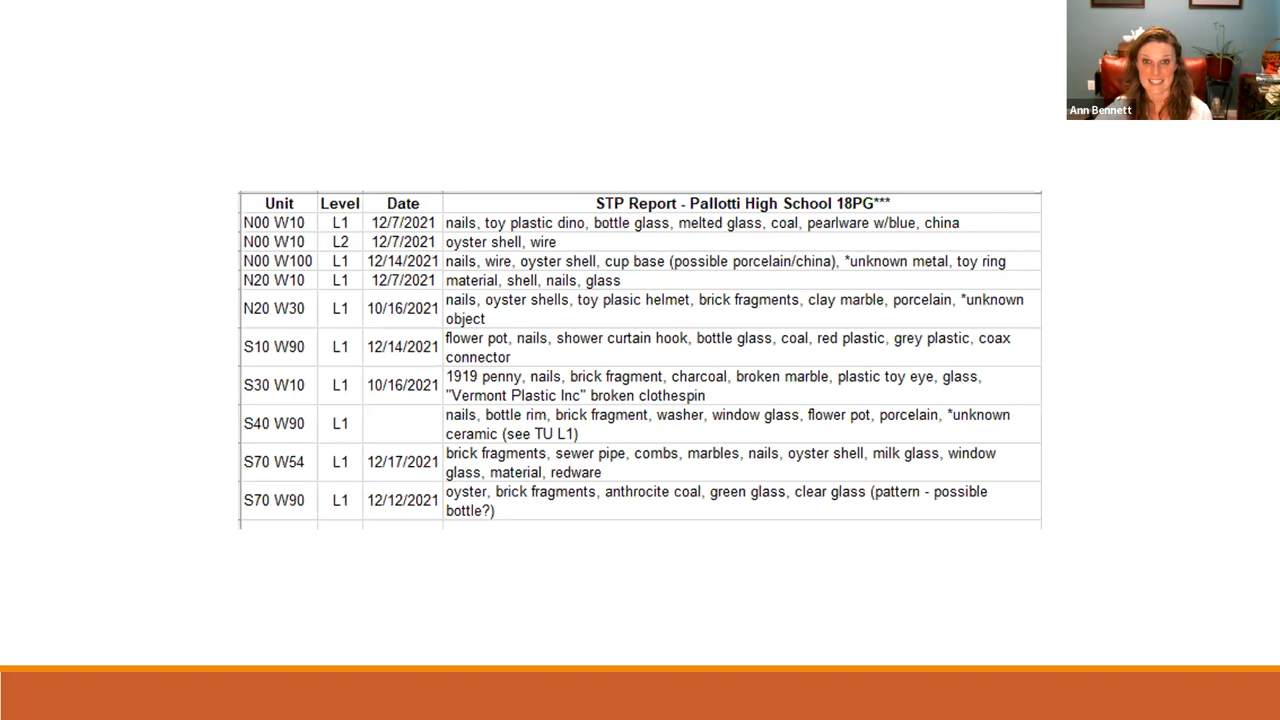 Ann Bennett
Unit Level Date STP Report - Pallotti High School 18PG***
N00 W10 L1 12/7/2021 nails, toy plastic dino, bottle glass, melted glass, coal, pearlware w/blue, china
N00 W10 L2 12/7/2021 oyster shell, wire
N00 W100 L1 12/14/2021 nails, wire, oyster shell, cup base (possible porcelain/china), *unknown metal, toy ring
N20 W10 L1 12/7/2021 material, shell, nails, glass
N20 W30 L1 10/16/2021 nails, oyster shells, toy plasic helmet, brick fragments, clay marble, porcelain, *unknown
object
S10 W90 L1 12/14/2021 flower pot, nails, shower curtain hook, bottle glass, coal, red plastic, grey plastic, coax
connector
S30 W10 L1 10/16/2021 1919 penny, nails, brick fragment, charcoal, broken marble, plastic toy eye, glass,
"Vermont Plastic Inc" broken clothespin
S40 W90 L1 nails, bottle rim, brick fragment, washer, window glass, flower pot, porcelain, *unknown
ceramic (see TU L1)
S70 W54 L1 12/17/2021 brick fragments, sewer pipe, combs, marbles, nails, oyster shell, milk glass, window
glass, material, redware
S70 W90 L1 12/12/2021 oyster, brick fragments, anthrocite coal, green glass, clear glass (pattern - possible
bottle?)